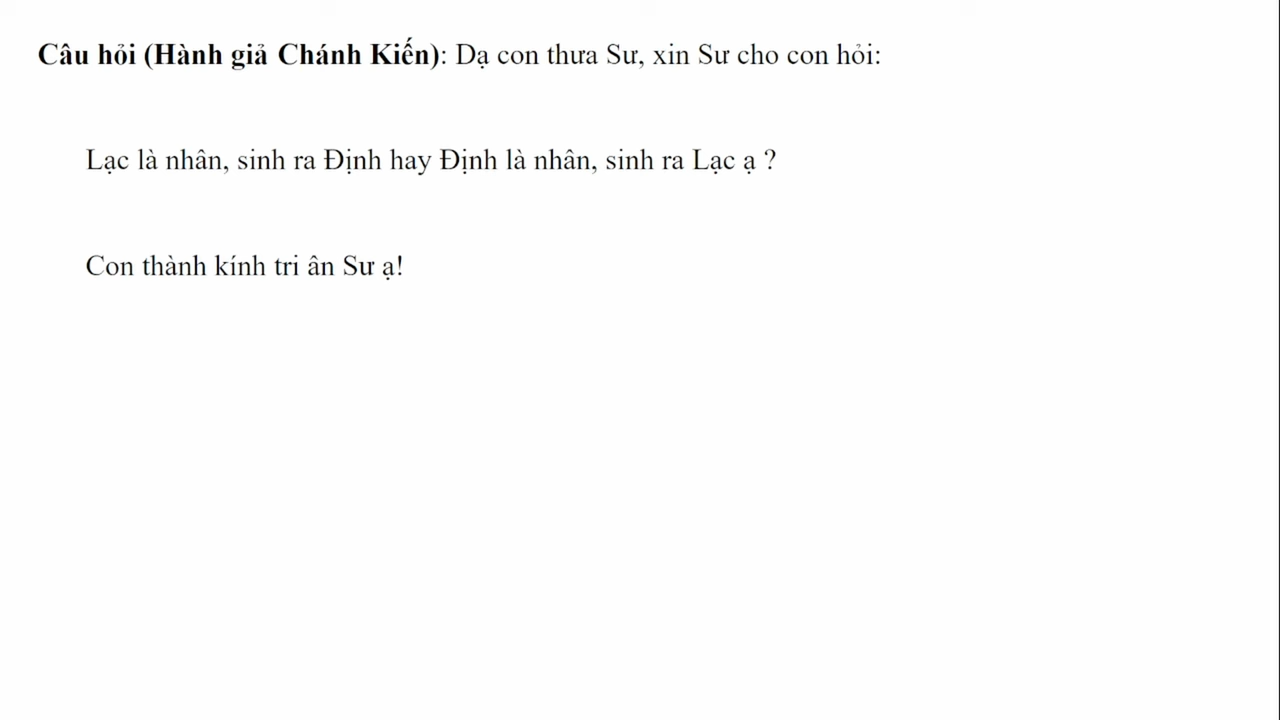 Câu hỏi (Hành giả Chánh Kiến): Dạ con thưa Sư, xin Sư cho con hỏi:
Lạc là nhân, sinh ra Định hay Định là nhân, sinh ra Lạc ạ ?
Con thành kính tri ân Sư ạ!